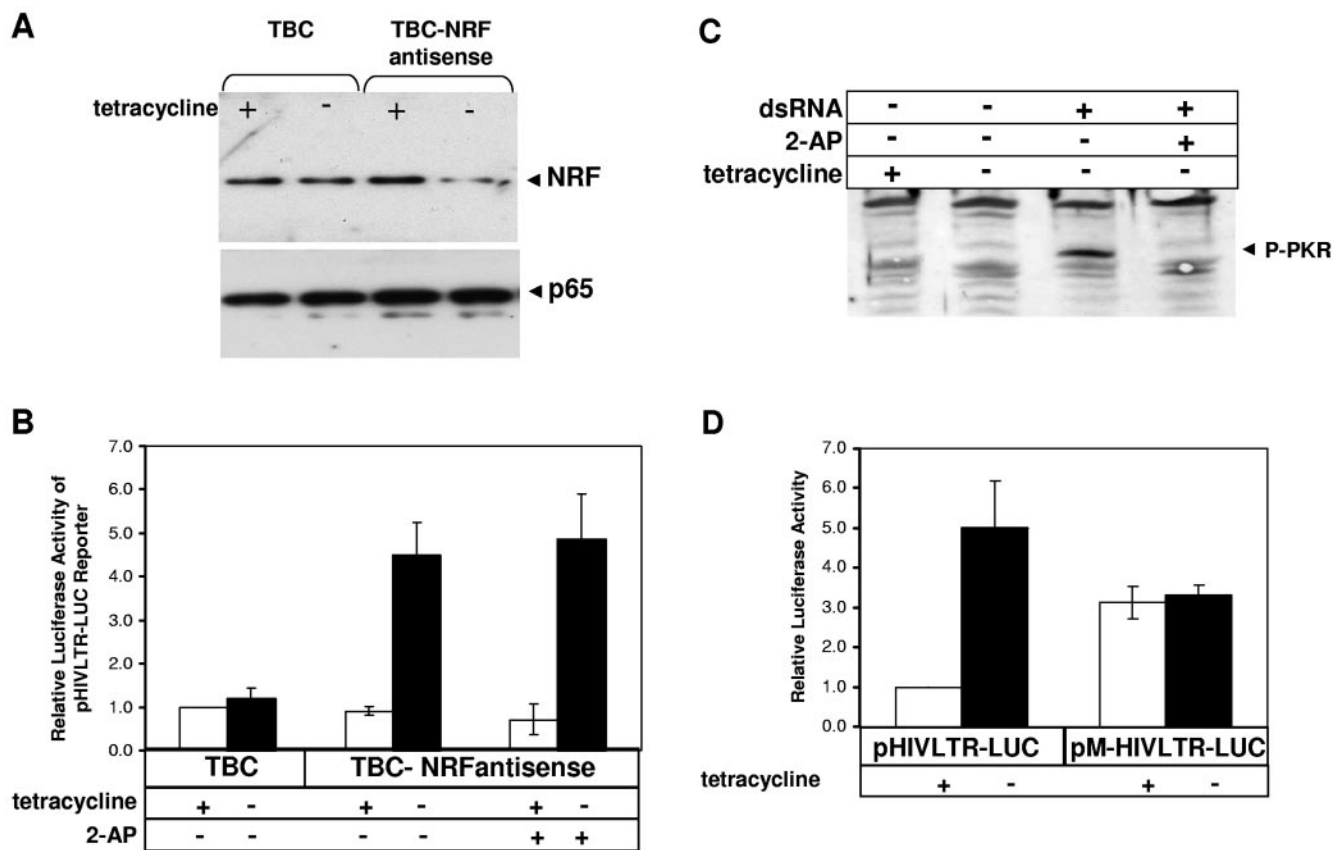 A
TBC
TBC-NRF
antisense
tetracycline + - + -
NRF
p65
B
Relative Luciferase Activity of
pHIVLTR-LUC Reporter
7.0
6.0
5.0
4.0
3.0
2.0
1.0
0.0
TBC TBC- NRFantisense
tetracycline + - + - + -
2-AP - - - - + +
C
dsRNA - - + +
2-AP - - - +
tetracycline + - - -
P-PKR
D
Relative Luciferase Activity
7.0
6.0
5.0
4.0
3.0
2.0
1.0
0.0
pHIVLTR-LUC pM-HIVLTR-LUC
tetracycline + - + -